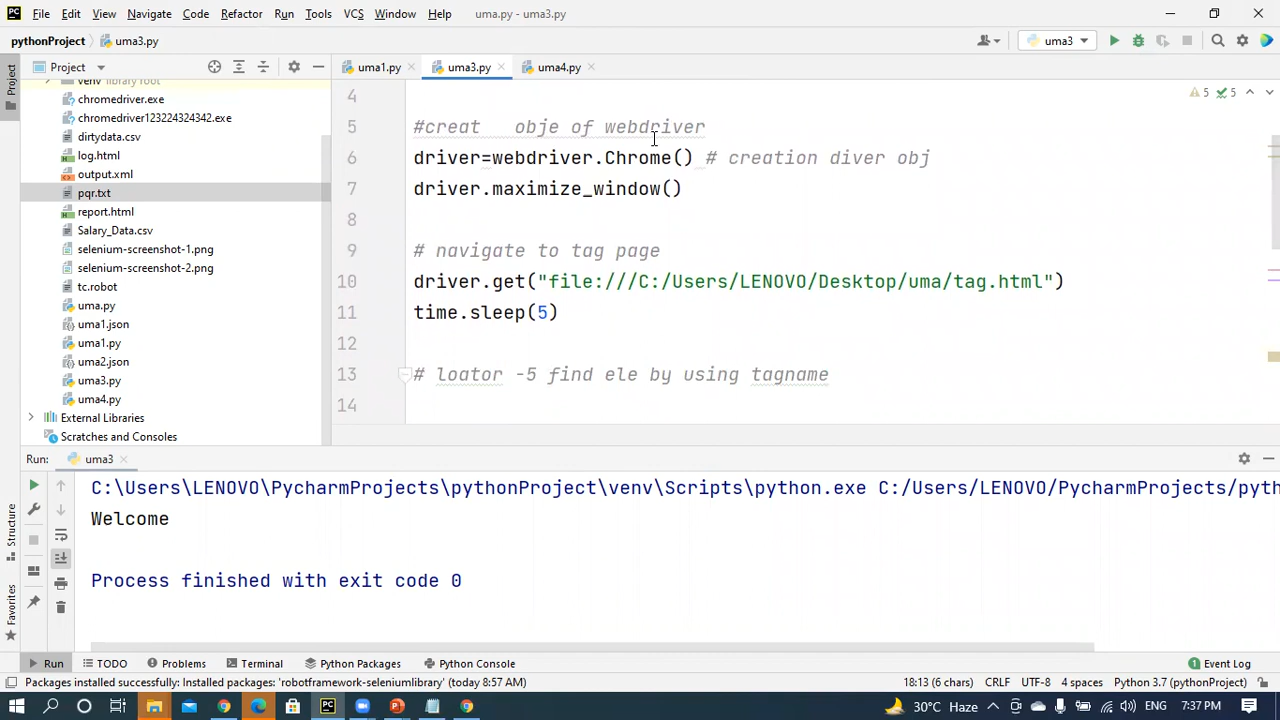 File Edit View Navigate Code Refactor Run Tools VCS Window Help uma.py - uma3.py
pythonProject uma3.py uma3
Project uma1.py uma3.py uma4.py
venv library root
chromedriver.exe
chromedriver123224324342.exe
dirtydata.csv
log.html
output.xml
pqr.txt
report.html
Salary_Data.csv
selenium-screenshot-1.png
selenium-screenshot-2.png
tc.robot
uma.py
uma1.json
uma1.py
uma2.json
uma3.py
uma4.py
External Libraries
Scratches and Consoles
Project
Structure
Favorites
5 5
4
5 #creat obje of webdriver
6 driver=webdriver.Chrome() # creation diver obj
7 driver.maximize_window()
8
9 # navigate to tag page
10 driver.get("file:///C:/Users/LENOVO/Desktop/uma/tag.html")
11 time.sleep(5)
12
13 # loator -5 find ele by using tagname
14
Run: uma3
C:\Users\LENOVO\PycharmProjects\pythonProject\venv\Scripts\python.exe C:/Users/LENOVO/PycharmProjects/pyth
Welcome
Process finished with exit code 0
Run TODO Problems Terminal Python Packages Python Console Event Log
Packages installed successfully: Installed packages: 'robotframework-seleniumlibrary' (today 8:57 AM) 18:13 (6 chars) CRLF UTF-8 4 spaces Python 3.7 (pythonProject)
30°C Haze ENG 7:37 PM